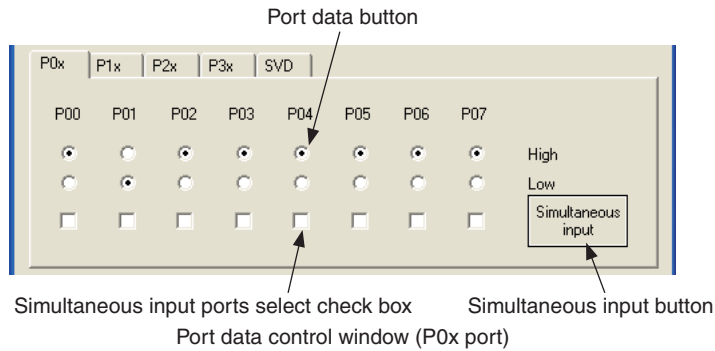 Port data button
P0x P1x P2x P3x SVD
P00 P01 P02 P03 P04 P05 P06 P07
High
Low
Simultaneous
input
Simultaneous input ports select check box Simultaneous input button
Port data control window (P0x port)